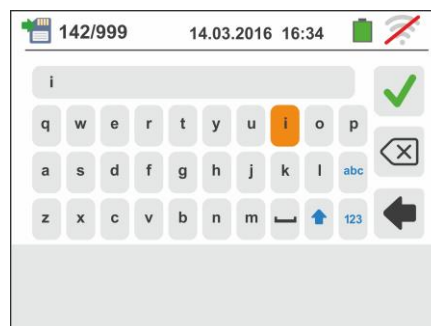 142/999 14.03.2016 16:34
i
q w e r t y u i o p
a s d f g h j k l abc
z x c v b n m 123